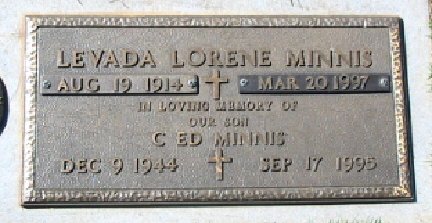 LEVADA LORENE MINNIS
AUG 19 1914 MAR 20 1997
IN LOVING MEMORY OF
OUR SON
C ED MINNIS
DEC 9 1944 SEP 17 1995